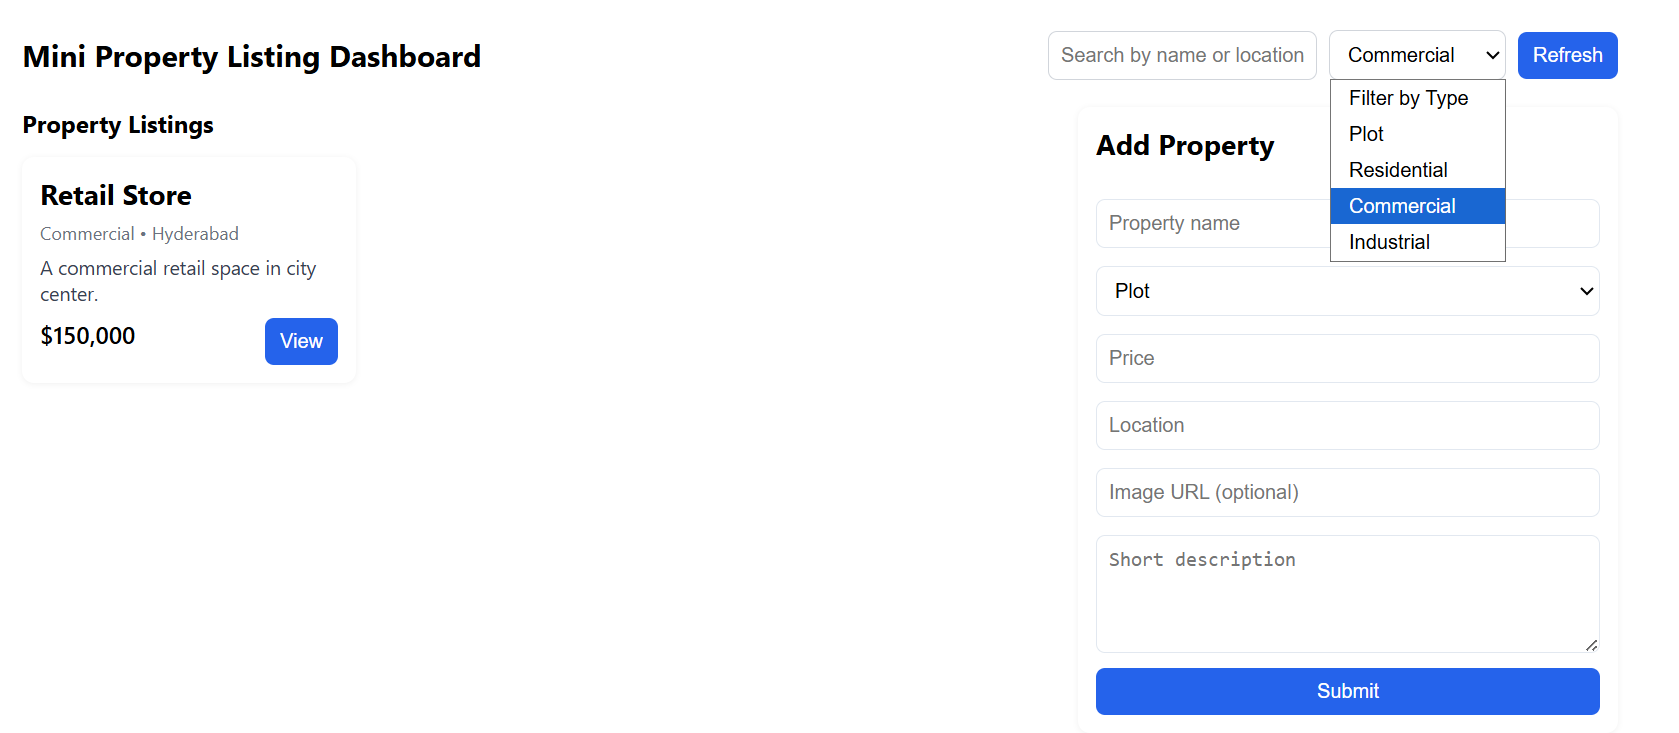 Mini Property Listing Dashboard
Search by name or location
Commercial
Refresh
Filter by Type
Plot
Residential
Commercial
Industrial
Property Listings
Retail Store
Commercial • Hyderabad
A commercial retail space in city
center.
$150,000
View
Add Property
Property name
Plot
Price
Location
Image URL (optional)
Short description
Submit